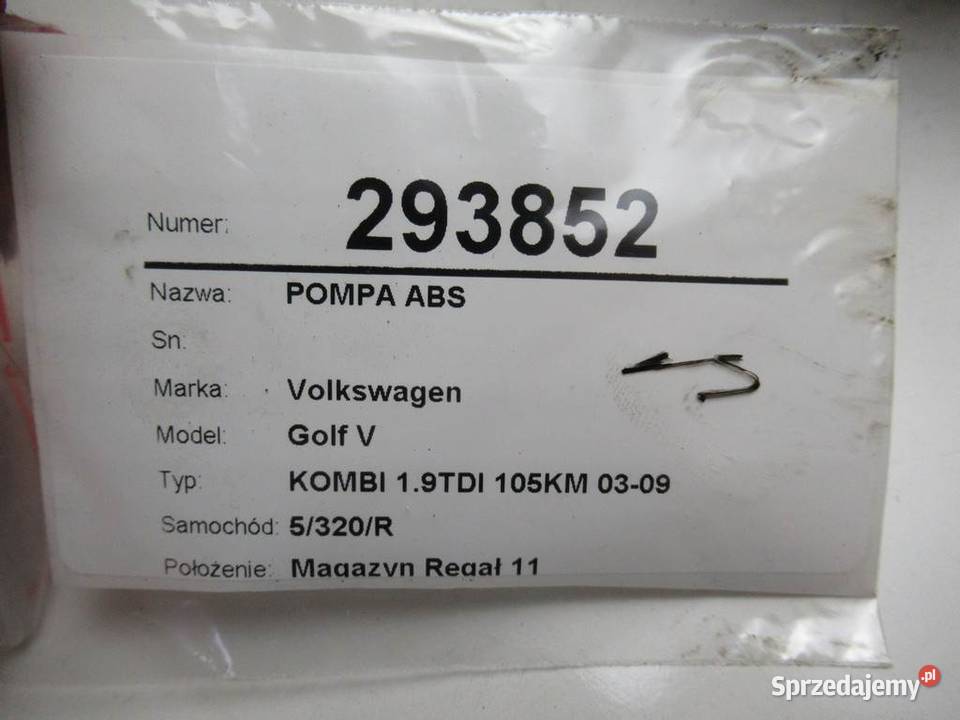 Numer: 293852
Nazwa: POMPA ABS
Sn:
Marka: Volkswagen
Model: Golf V
Typ: KOMBI 1.9TDI 105KM 03-09
Samochód: 5/320/R
Położenie: Magazyn Regał 11
Sprzedajemy.pl